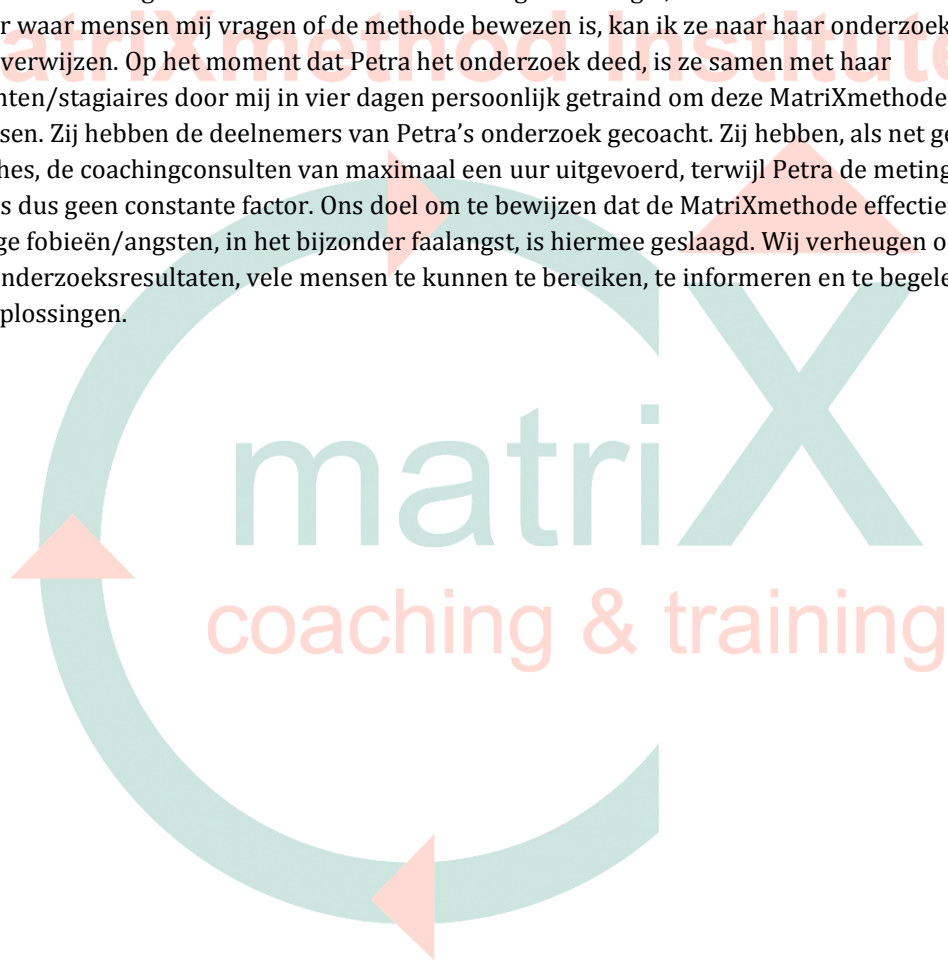 r waar mensen mij vragen of de methode bewezen is, kan ik ze naar haar onderzoek
atriXmethod Institute
verwijzen. Op het moment dat Petra het onderzoek deed, is ze samen met haar
nten/stagiaires door mij in vier dagen persoonlijk getraind om deze MatriXmethode
sen. Zij hebben de deelnemers van Petra’s onderzoek gecoacht. Zij hebben, als net ge
hes, de coachingconsulten van maximaal een uur uitgevoerd, terwijl Petra de meting
s dus geen constante factor. Ons doel om te bewijzen dat de MatriXmethode effectie
ge fobieën/angsten, in het bijzonder faalangst, is hiermee geslaagd. Wij verheugen o
nderzoeksresultaten, vele mensen te kunnen te bereiken, te informeren en te begele
plossingen.
matriX
coaching & training